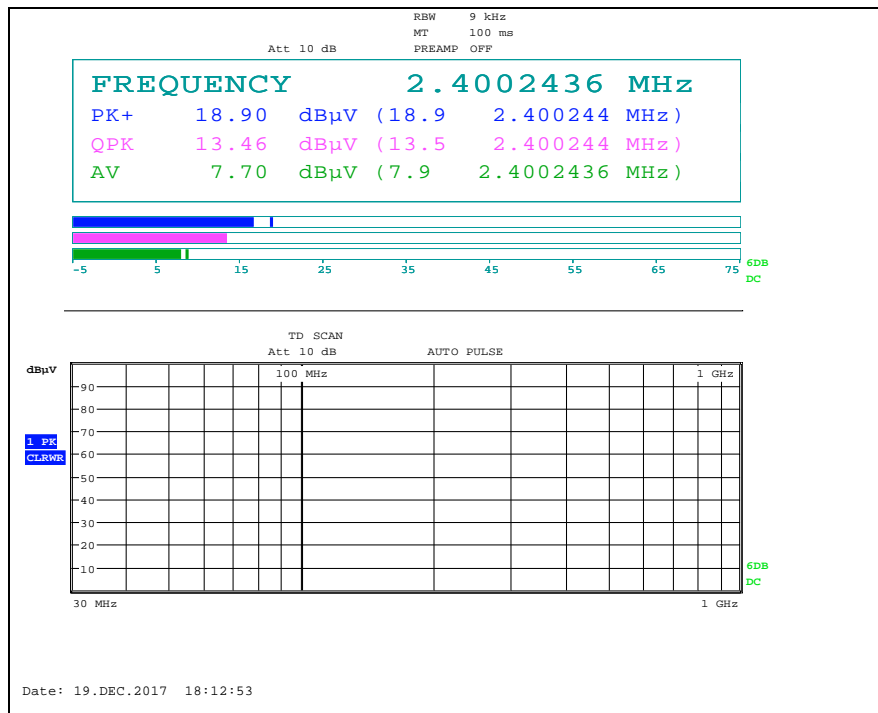 RBW 9 kHz
MT 100 ms
Att 10 dB PREAMP OFF
FREQUENCY 2.4002436 MHz
PK+ 18.90 dBµV (18.9 2.400244 MHz)
QPK 13.46 dBµV (13.5 2.400244 MHz)
AV 7.70 dBµV (7.9 2.4002436 MHz)
-5 5 15 25 35 45 55 65 75
6DB
DC
TD SCAN
Att 10 dB AUTO PULSE
dBµV
100 MHz 1 GHz
90
80
70
1 PK
60
CLRWR
50
40
30
20
10
6DB
DC
30 MHz 1 GHz
Date: 19.DEC.2017 18:12:53